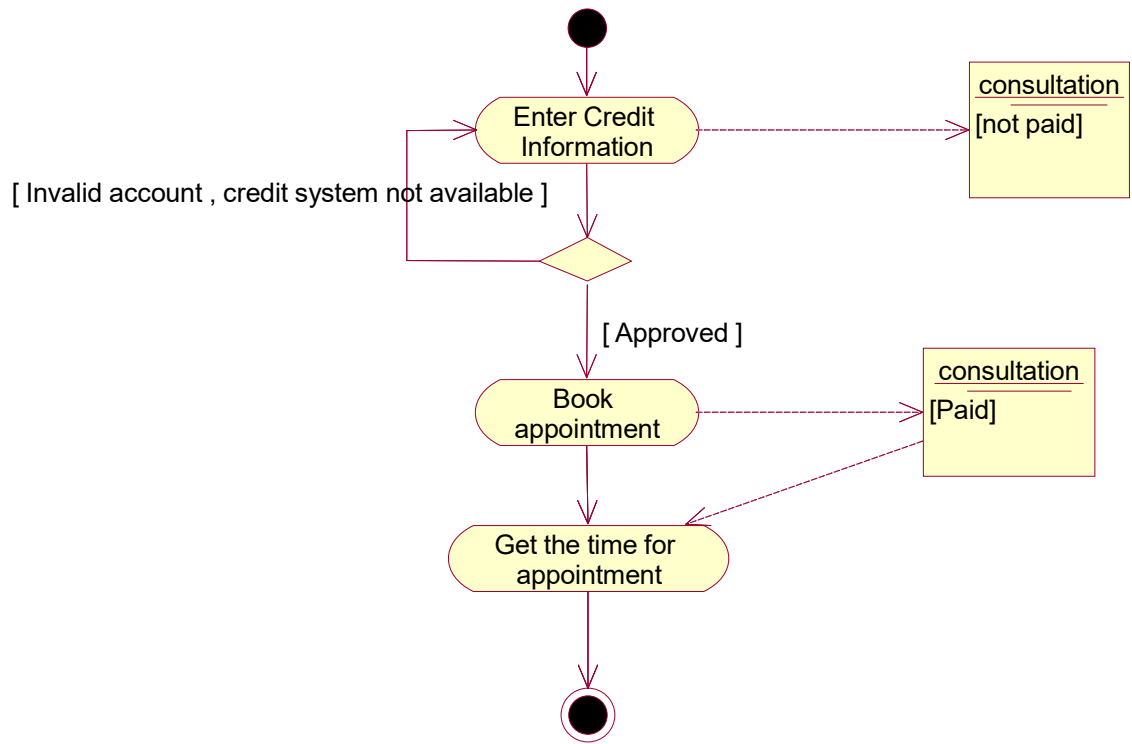 consultation
Enter Credit
Information
[not paid]
[ Invalid account , credit system not available ]
[ Approved ]
consultation
Book
appointment
[Paid]
Get the time for
appointment